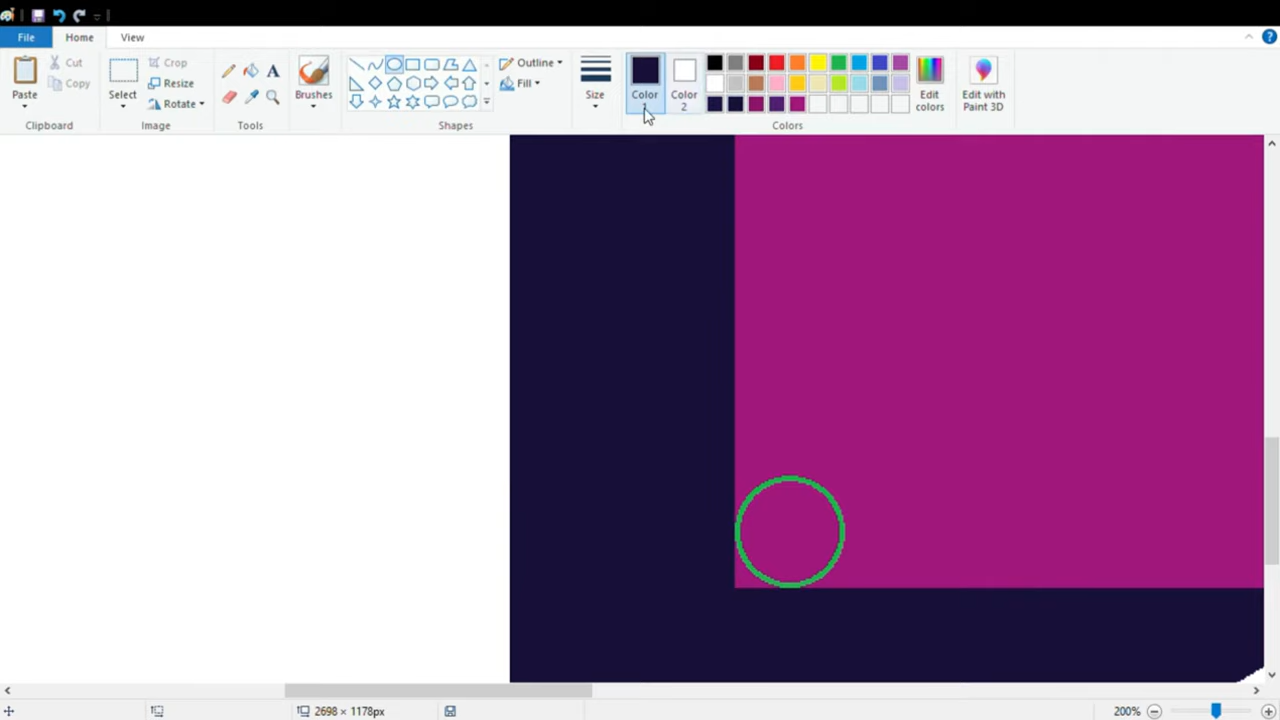 File Home View
Paste
Cut
Copy
Clipboard
Select
Crop
Resize
Rotate
Image
Tools
Brushes
Shapes
Outline
Fill
Size
Color
1
Color
2
Colors
Edit
colors
Edit with
Paint 3D
2698 × 1178px
200%